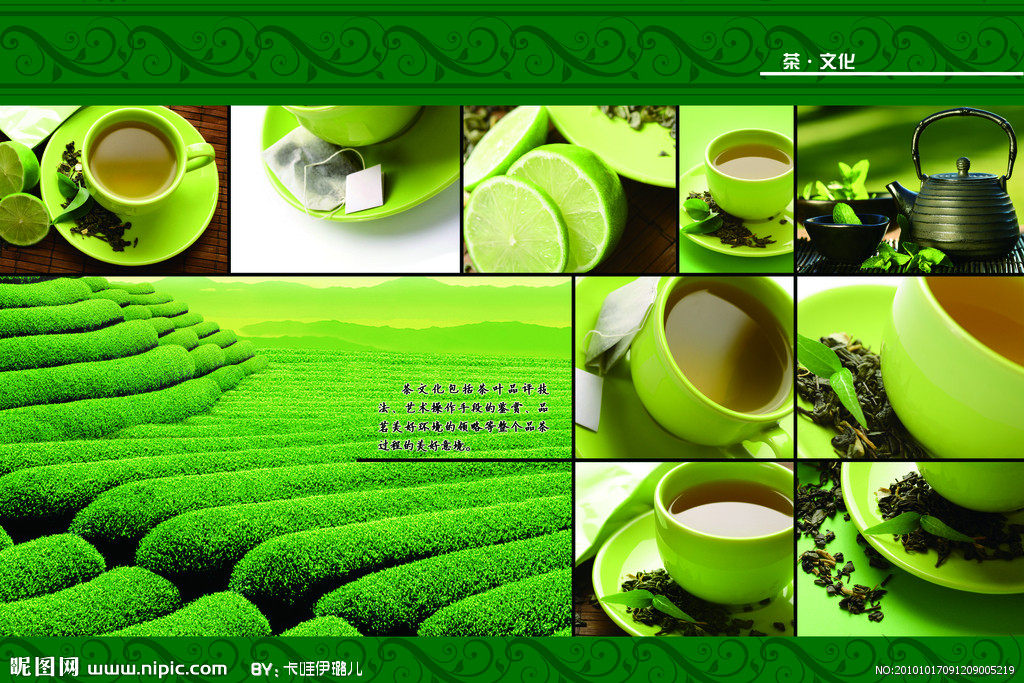 茶·文化
茶文化包括茶叶品评技
法、艺术操作手段的鉴赏、品
茗美好环境的领略等整个品茶
过程的美好意境。
昵图网 www.nipic.com BY:卡哇伊璐儿 NO:20101017091209005219